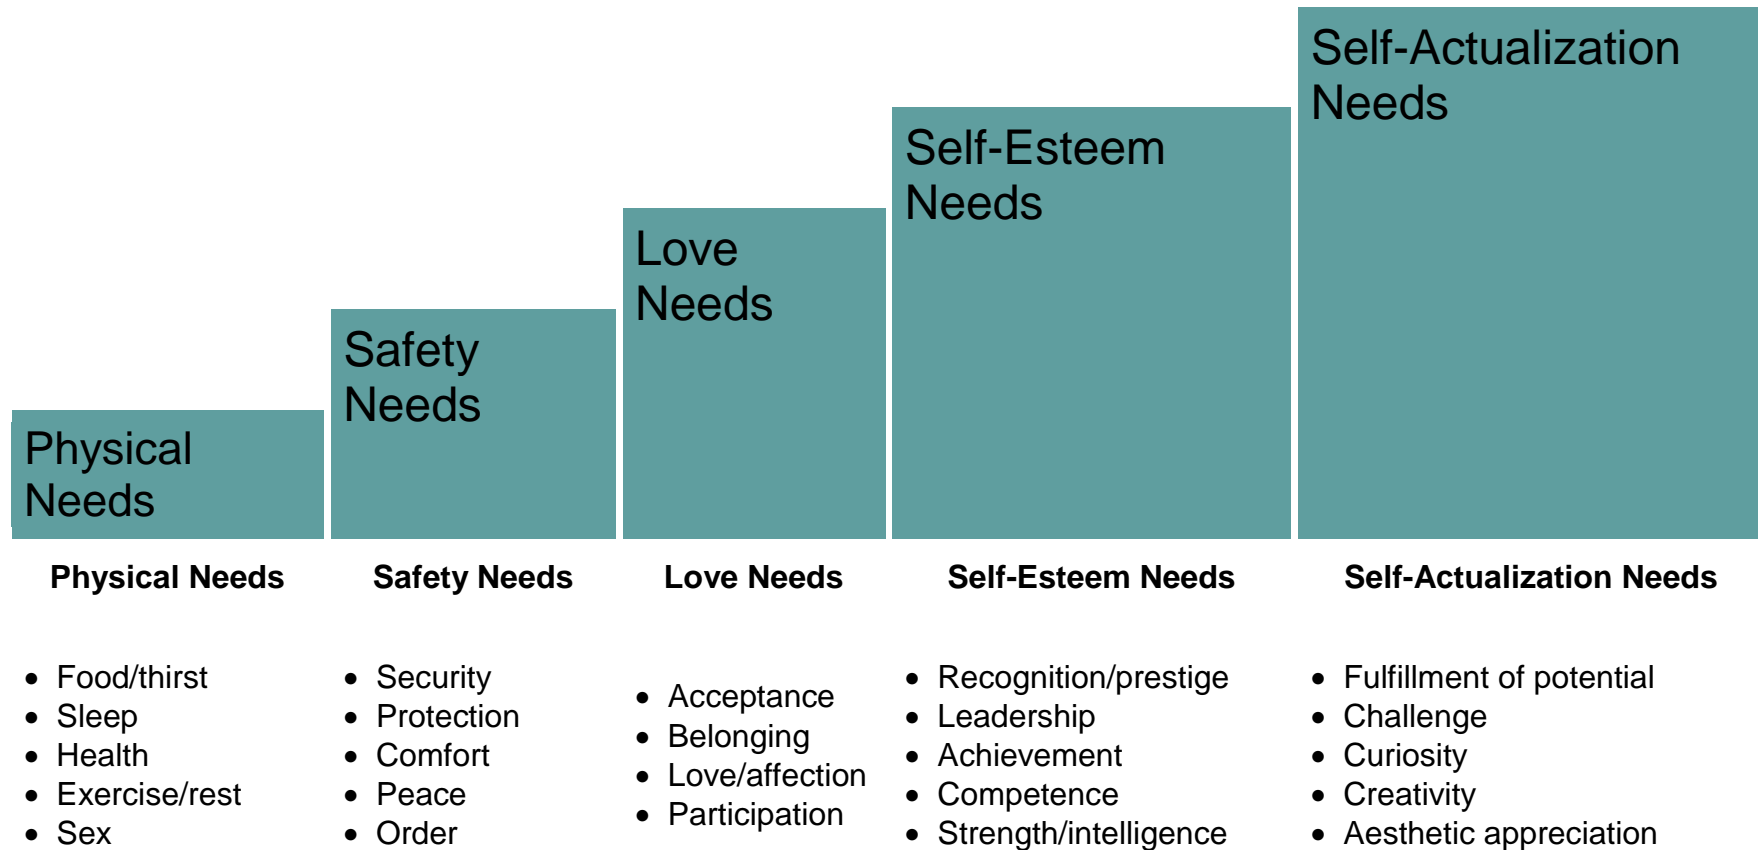 Self-Actualization
Needs
Self-Esteem
Needs
Love
Needs
Safety
Needs
Physical
Needs
Physical Needs
Safety Needs
Love Needs
Self-Esteem Needs
Self-Actualization Needs
• Food/thirst
• Sleep
• Health
• Exercise/rest
• Sex
• Security
• Protection
• Comfort
• Peace
• Order
• Acceptance
• Belonging
• Love/affection
• Participation
• Recognition/prestige
• Leadership
• Achievement
• Competence
• Strength/intelligence
• Fulfillment of potential
• Challenge
• Curiosity
• Creativity
• Aesthetic appreciation